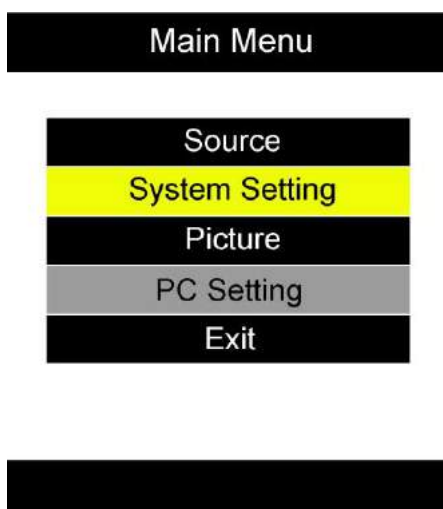 Main Menu
Source
System Setting
Picture
PC Setting
Exit